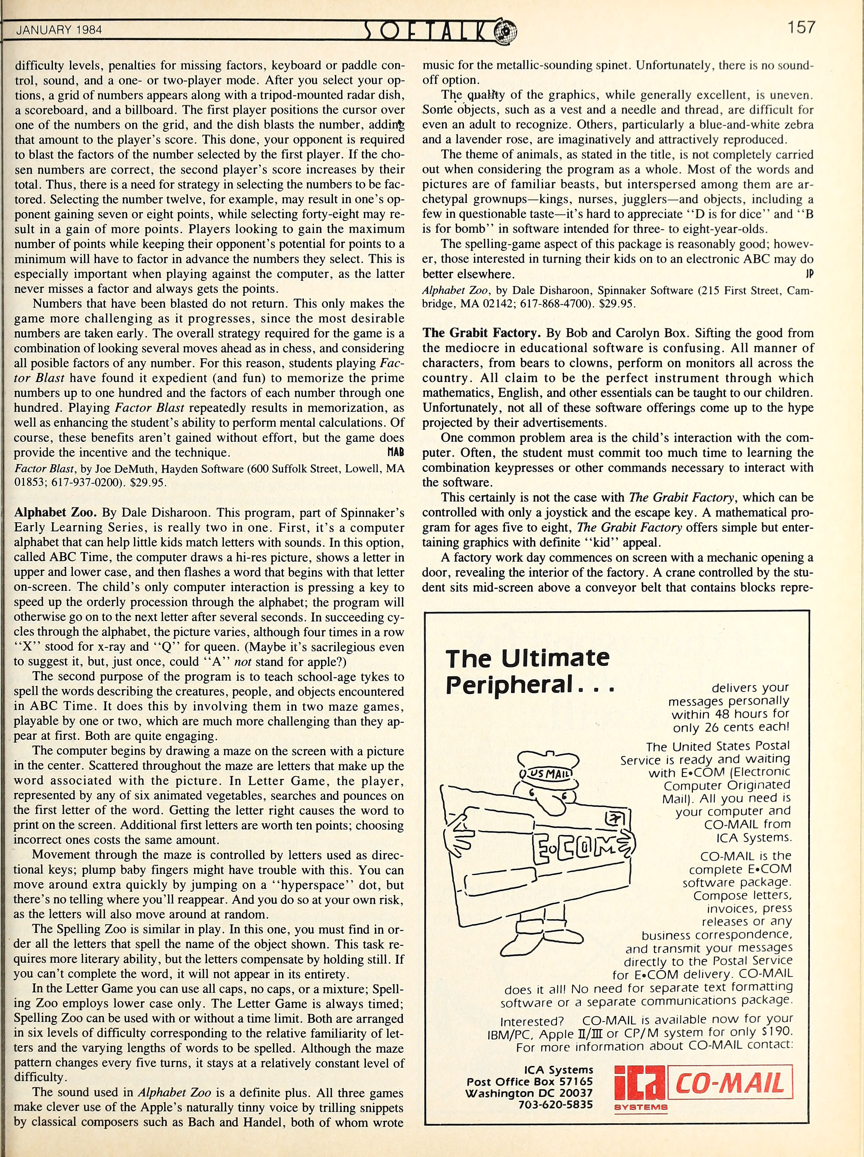 JANUARY 1984
SOFTALK
157
difficulty levels, penalties for missing factors, keyboard or paddle con-
trol, sound, and a one- or two-player mode. After you select your op-
tions, a grid of numbers appears along with a tripod-mounted radar dish,
a scoreboard, and a billboard. The first player positions the cursor over
one of the numbers on the grid, and the dish blasts the number, adding
that amount to the player's score. This done, your opponent is required
to blast the factors of the number selected by the first player. If the cho-
sen numbers are correct, the second player's score increases by their
total. Thus, there is a need for strategy in selecting the numbers to be fac-
tored. Selecting the number twelve, for example, may result in one's op-
ponent gaining seven or eight points, while selecting forty-eight may re-
sult in a gain of more points. Players looking to gain the maximum
number of points while keeping their opponent's potential for points to a
minimum will have to factor in advance the numbers they select. This is
especially important when playing against the computer, as the latter
never misses a factor and always gets the points.
Numbers that have been blasted do not return. This only makes the
game more challenging as it progresses, since the most desirable
numbers are taken early. The overall strategy required for the game is a
combination of looking several moves ahead as in chess, and considering
all posible factors of any number. For this reason, students playing Fac-
tor Blast have found it expedient (and fun) to memorize the prime
numbers up to one hundred and the factors of each number through one
hundred. Playing Factor Blast repeatedly results in memorization, as
well as enhancing the student's ability to perform mental calculations. Of
course, these benefits aren't gained without effort, but the game does
provide the incentive and the technique. MAB
Factor Blast, by Joe DeMuth, Hayden Software (600 Suffolk Street, Lowell, MA
01853; 617-937-0200). $29.95.
Alphabet Zoo. By Dale Disharoon. This program, part of Spinnaker's
Early Learning Series, is really two in one. First, it's a computer
alphabet that can help little kids match letters with sounds. In this option,
called ABC Time, the computer draws a hi-res picture, shows a letter in
upper and lower case, and then flashes a word that begins with that letter
on-screen. The child's only computer interaction is pressing a key to
speed up the orderly procession through the alphabet; the program will
otherwise go on to the next letter after several seconds. In succeeding cy-
cles through the alphabet, the picture varies, although four times in a row
"X" stood for x-ray and "Q" for queen. (Maybe it's sacrilegious even
to suggest it, but, just once, could "A" not stand for apple?)
The second purpose of the program is to teach school-age tykes to
spell the words describing the creatures, people, and objects encountered
in ABC Time. It does this by involving them in two maze games,
playable by one or two, which are much more challenging than they ap-
pear at first. Both are quite engaging.
The computer begins by drawing a maze on the screen with a picture
in the center. Scattered throughout the maze are letters that make up the
word associated with the picture. In Letter Game, the player,
represented by any of six animated vegetables, searches and pounces on
the first letter of the word. Getting the letter right causes the word to
print on the screen. Additional first letters are worth ten points; choosing
incorrect ones costs the same amount.
Movement through the maze is controlled by letters used as direc-
tional keys; plump baby fingers might have trouble with this. You can
move around extra quickly by jumping on a "hyperspace" dot, but
there's no telling where you'll reappear. And you do so at your own risk,
as the letters will also move around at random.
The Spelling Zoo is similar in play. In this one, you must find in or-
der all the letters that spell the name of the object shown. This task re-
quires more literary ability, but the letters compensate by holding still. If
you can't complete the word, it will not appear in its entirety.
In the Letter Game you can use all caps, no caps, or a mixture; Spell-
ing Zoo employs lower case only. The Letter Game is always timed;
Spelling Zoo can be used with or without a time limit. Both are arranged
in six levels of difficulty corresponding to the relative familiarity of let-
ters and the varying lengths of words to be spelled. Although the maze
pattern changes every five turns, it stays at a relatively constant level of
difficulty.
The sound used in Alphabet Zoo is a definite plus. All three games
make clever use of the Apple's naturally tinny voice by trilling snippets
by classical composers such as Bach and Handel, both of whom wrote
music for the metallic-sounding spinet. Unfortunately, there is no sound-
off option.
The quality of the graphics, while generally excellent, is uneven.
Some objects, such as a vest and a needle and thread, are difficult for
even an adult to recognize. Others, particularly a blue-and-white zebra
and a lavender rose, are imaginatively and attractively reproduced.
The theme of animals, as stated in the title, is not completely carried
out when considering the program as a whole. Most of the words and
pictures are of familiar beasts, but interspersed among them are ar-
chetypal grownups—kings, nurses, jugglers—and objects, including a
few in questionable taste—it's hard to appreciate "D is for dice" and "B
is for bomb" in software intended for three- to eight-year-olds.
The spelling-game aspect of this package is reasonably good; howev-
er, those interested in turning their kids on to an electronic ABC may do
better elsewhere. JP
Alphabet Zoo, by Dale Disharoon, Spinnaker Software (215 First Street, Cam-
bridge, MA 02142; 617-868-4700). $29.95.
The Grabit Factory. By Bob and Carolyn Box. Sifting the good from
the mediocre in educational software is confusing. All manner of
characters, from bears to clowns, perform on monitors all across the
country. All claim to be the perfect instrument through which
mathematics, English, and other essentials can be taught to our children.
Unfortunately, not all of these software offerings come up to the hype
projected by their advertisements.
One common problem area is the child's interaction with the com-
puter. Often, the student must commit too much time to learning the
combination keypresses or other commands necessary to interact with
the software.
This certainly is not the case with The Grabit Factory, which can be
controlled with only a joystick and the escape key. A mathematical pro-
gram for ages five to eight, The Grabit Factory offers simple but enter-
taining graphics with definite "kid" appeal.
A factory work day commences on screen with a mechanic opening a
door, revealing the interior of the factory. A crane controlled by the stu-
dent sits mid-screen above a conveyor belt that contains blocks repre-
The Ultimate
Peripheral...
delivers your
messages personally
within 48 hours for
only 26 cents each!
The United States Postal
Service is ready and waiting
with E•COM (Electronic
Computer Originated
Mail). All you need is
your computer and
CO-MAIL from
ICA Systems.
US MAIL
E•COM
CO-MAIL is the
complete E•COM
software package.
Compose letters,
invoices, press
releases or any
business correspondence,
and transmit your messages
directly to the Postal Service
for E•COM delivery. CO-MAIL
does it all! No need for separate text formatting
software or a separate communications package.
Interested? CO-MAIL is available now for your
IBM/PC, Apple II/III or CP/M system for only $190.
For more information about CO-MAIL contact:
ICA Systems
Post Office Box 57165
Washington DC 20037
703-620-5835
ica
SYSTEMS
CO-MAIL